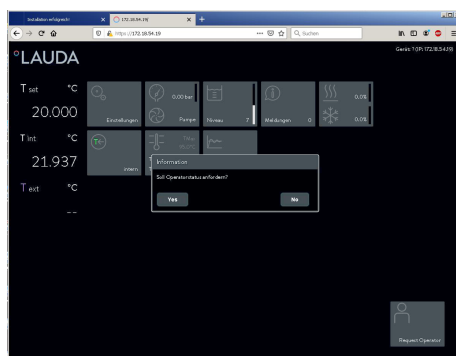 Installation erfolgreich!
172.18.54.19/
https://172.18.54.19
Suchen
Gerät: ? (IP: 172.18.54.19)
°LAUDA
T set °C
20.000
Einstellungen
0,00 bar
Pumpe
Niveau 7
Meldungen 0
0,0%
0,0%
T int °C
21.937
intern
T Max
Information
Soll Operatorstatus anfordern?
Yes
No
T ext °C
--
Request Operator